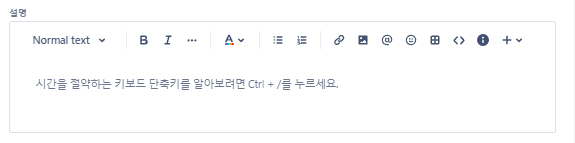 설명
Normal text B I ... A @ <> i +
시간을 절약하는 키보드 단축키를 알아보려면 Ctrl + /를 누르세요.